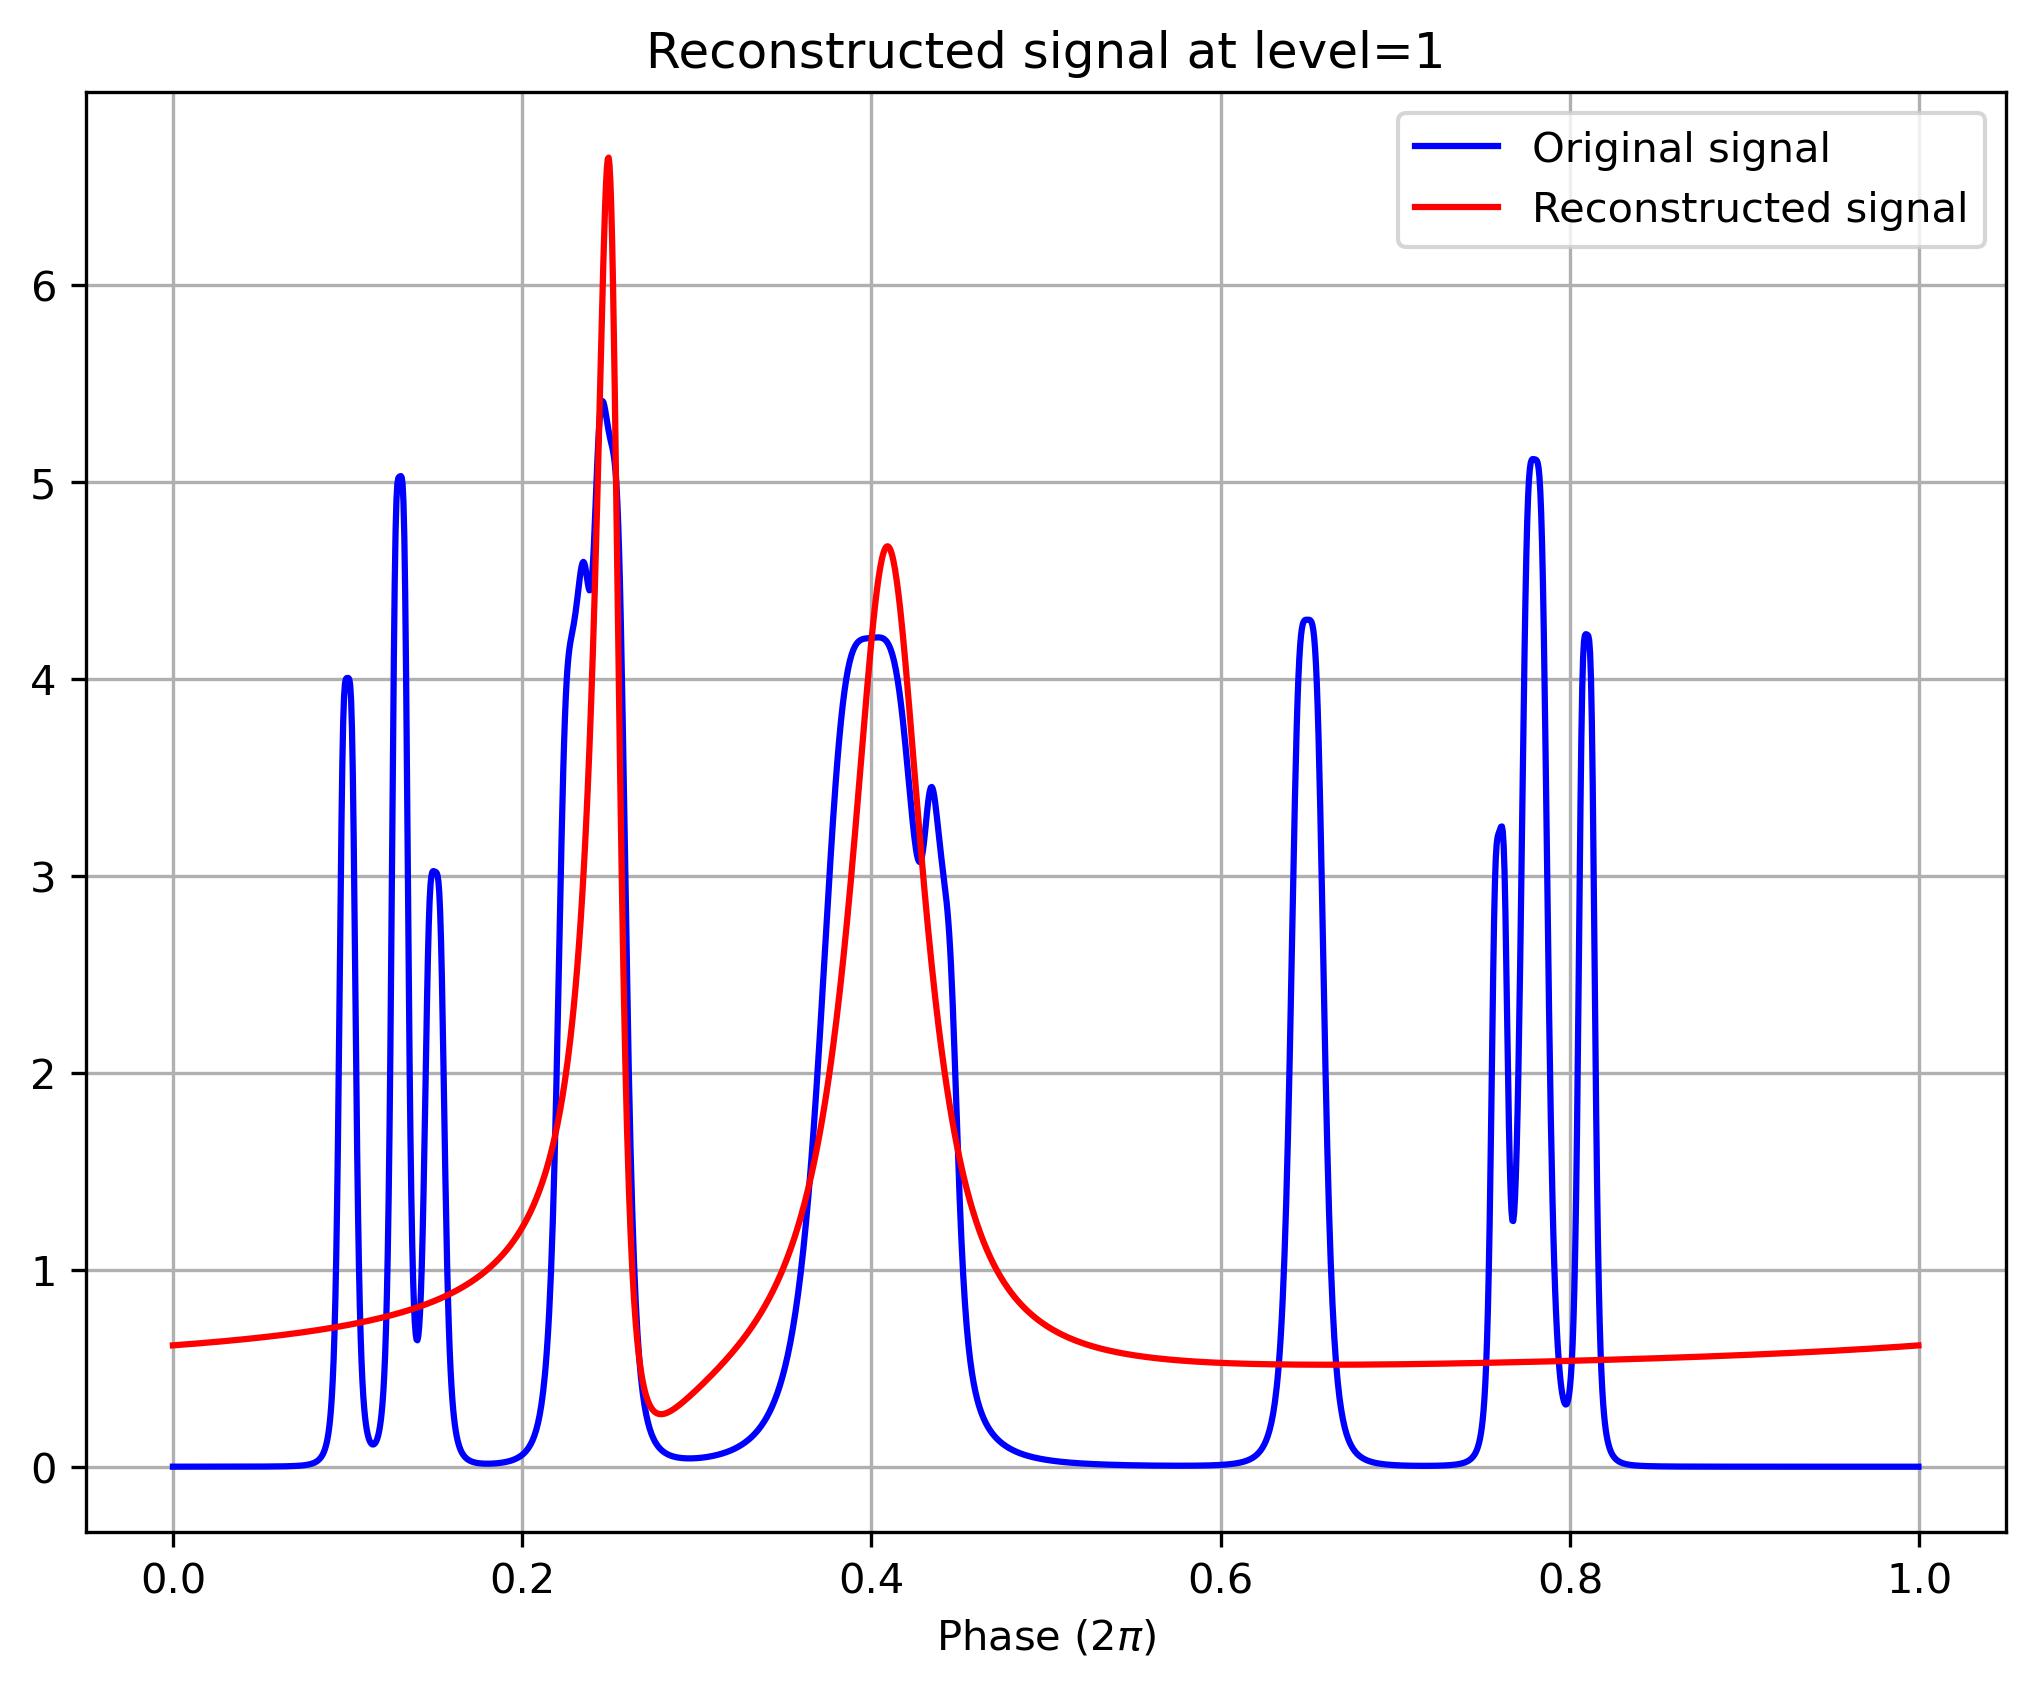 Reconstructed signal at level=1
Original signal
Reconstructed signal
6
5
4
3
2
1
0
0.0 0.2 0.4 0.6 0.8 1.0
Phase (2π)